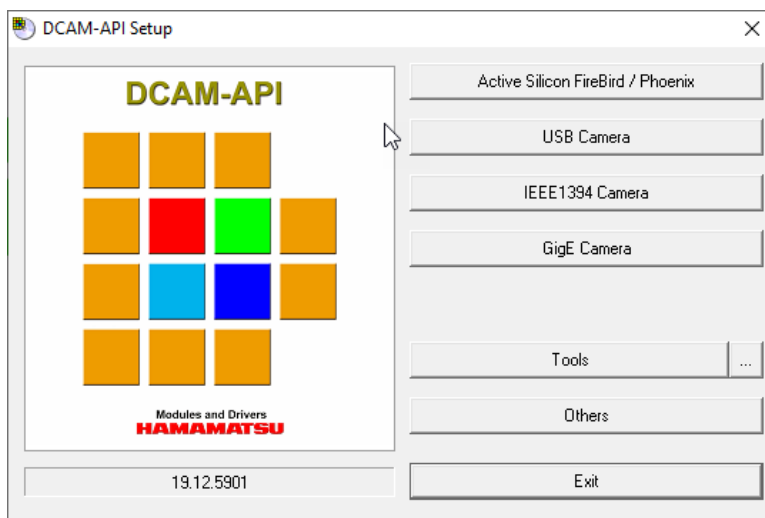 DCAM-API Setup
DCAM-API
Modules and Drivers
HAMAMATSU
19.12.5901
Active Silicon FireBird / Phoenix
USB Camera
IEEE1394 Camera
GigE Camera
Tools
...
Others
Exit